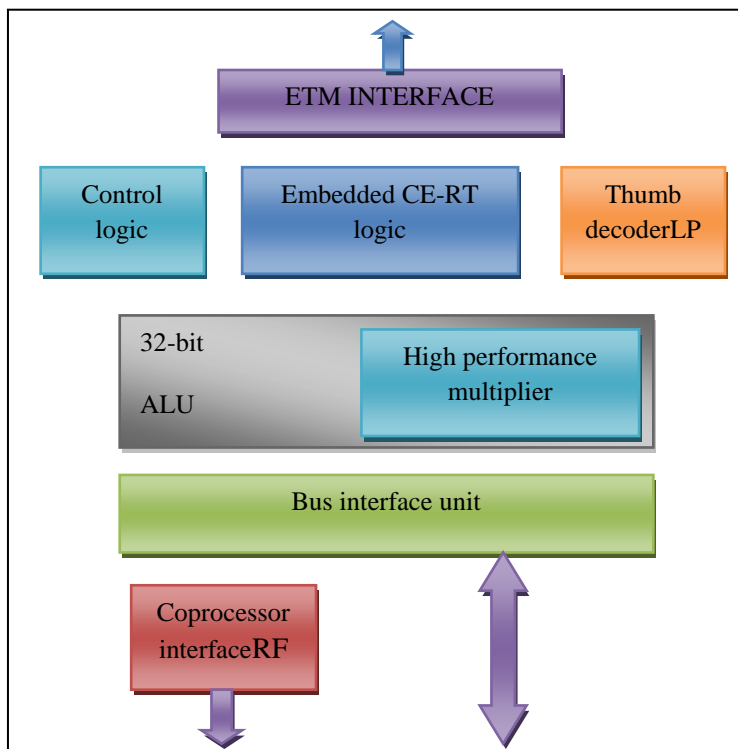 ETM INTERFACE
Control
logic
Embedded CE-RT
logic
Thumb
decoderLP
32-bit
ALU
High performance
multiplier
Bus interface unit
Coprocessor
interfaceRF